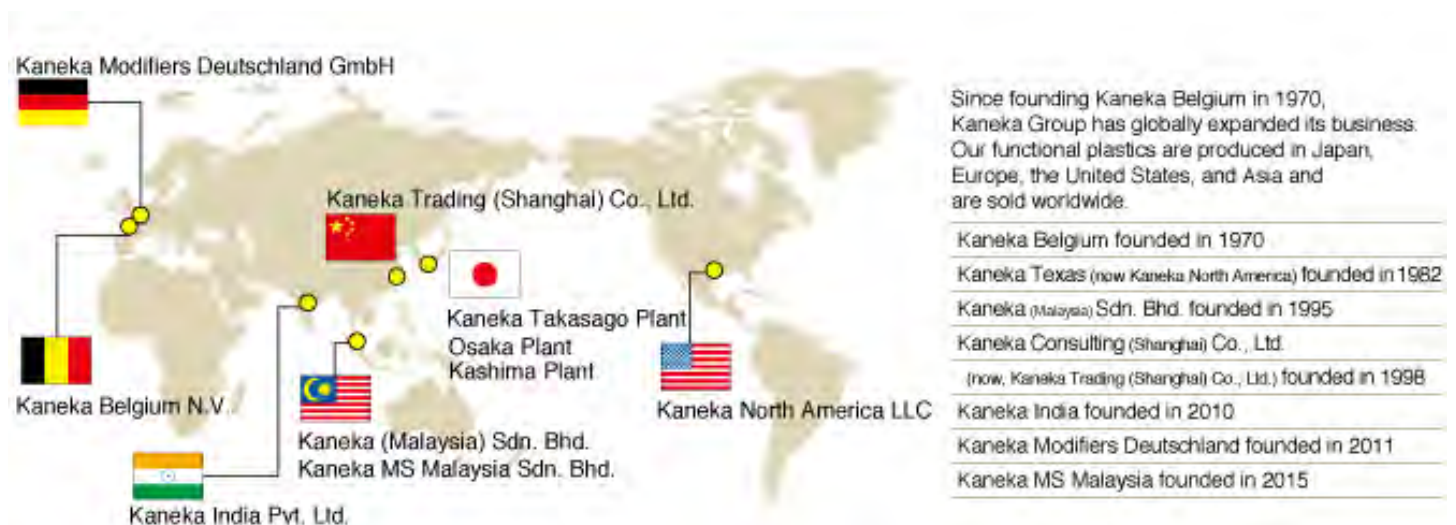 Kaneka Modifiers Deutschland GmbH
Kaneka Trading (Shanghai) Co., Ltd.
Kaneka Takasago Plant
Osaka Plant
Kashima Plant
Kaneka Belgium N.V.
Kaneka (Malaysia) Sdn. Bhd.
Kaneka MS Malaysia Sdn. Bhd.
Kaneka North America LLC
Kaneka India Pvt. Ltd.
Since founding Kaneka Belgium in 1970,
Kaneka Group has globally expanded its business.
Our functional plastics are produced in Japan,
Europe, the United States, and Asia and
are sold worldwide.
Kaneka Belgium founded in 1970
Kaneka Texas (now Kaneka North America) founded in 1982
Kaneka (Malaysia) Sdn. Bhd. founded in 1995
Kaneka Consulting (Shanghai) Co., Ltd.
(now, Kaneka Trading (Shanghai) Co., Ltd.) founded in 1998
Kaneka India founded in 2010
Kaneka Modifiers Deutschland founded in 2011
Kaneka MS Malaysia founded in 2015